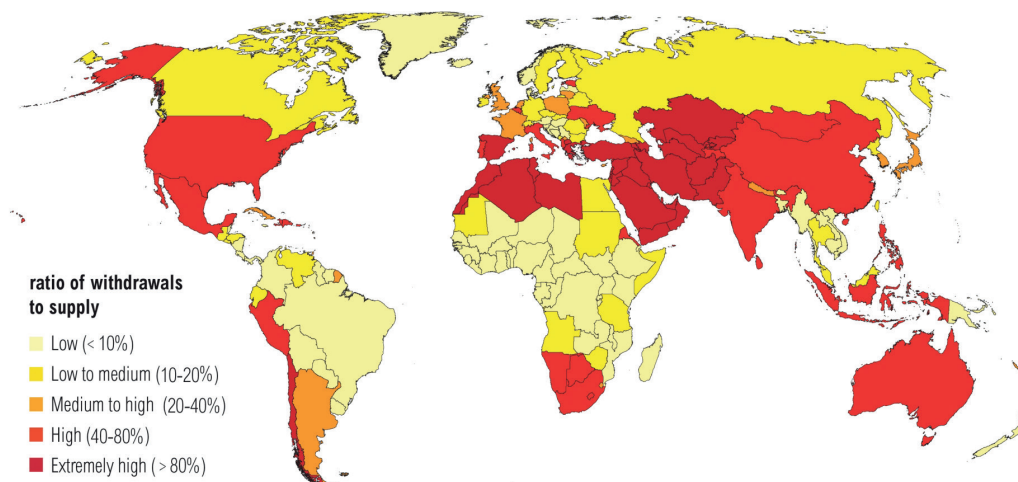 ratio of withdrawals
to supply
Low (< 10%)
Low to medium (10-20%)
Medium to high (20-40%)
High (40-80%)
Extremely high (> 80%)